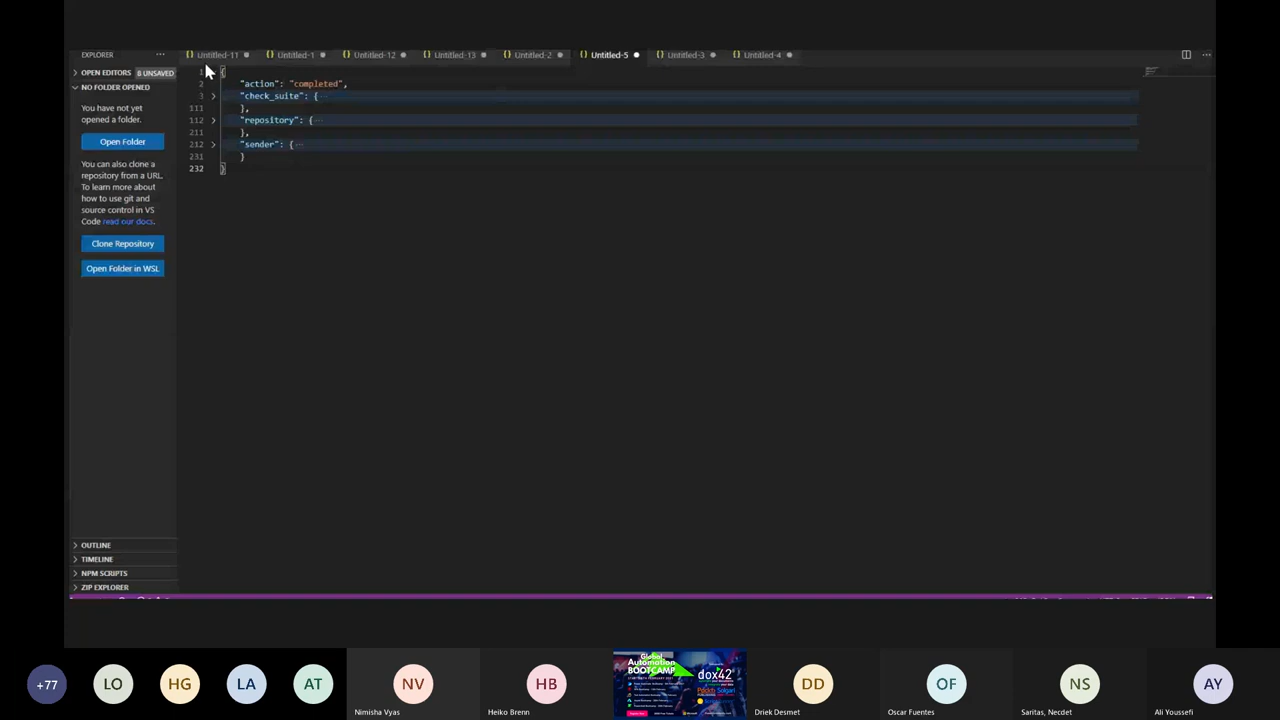 EXPLORER ···
Untitled-11
Untitled-1
Untitled-12
Untitled-13
Untitled-2
Untitled-5
Untitled-3
Untitled-4
OPEN EDITORS 8 UNSAVED
NO FOLDER OPENED
You have not yet
opened a folder.
Open Folder
You can also clone a
repository from a URL.
To learn more about
how to use git and
source control in VS
Code read our docs.
Clone Repository
Open Folder in WSL
OUTLINE
TIMELINE
NPM SCRIPTS
ZIP EXPLORER
1 {
2 "action": "completed",
3 "check_suite": {···
111 },
112 "repository": {···
211 },
212 "sender": {···
231 }
232 }
+77
LO
HG
LA
AT
NV
Nimisha Vyas
HB
Heiko Brenn
Global
Automation
BOOTCAMP
dox42
DD
Driek Desmet
OF
Oscar Fuentes
NS
Saritas, Necdet
AY
Ali Youssefi